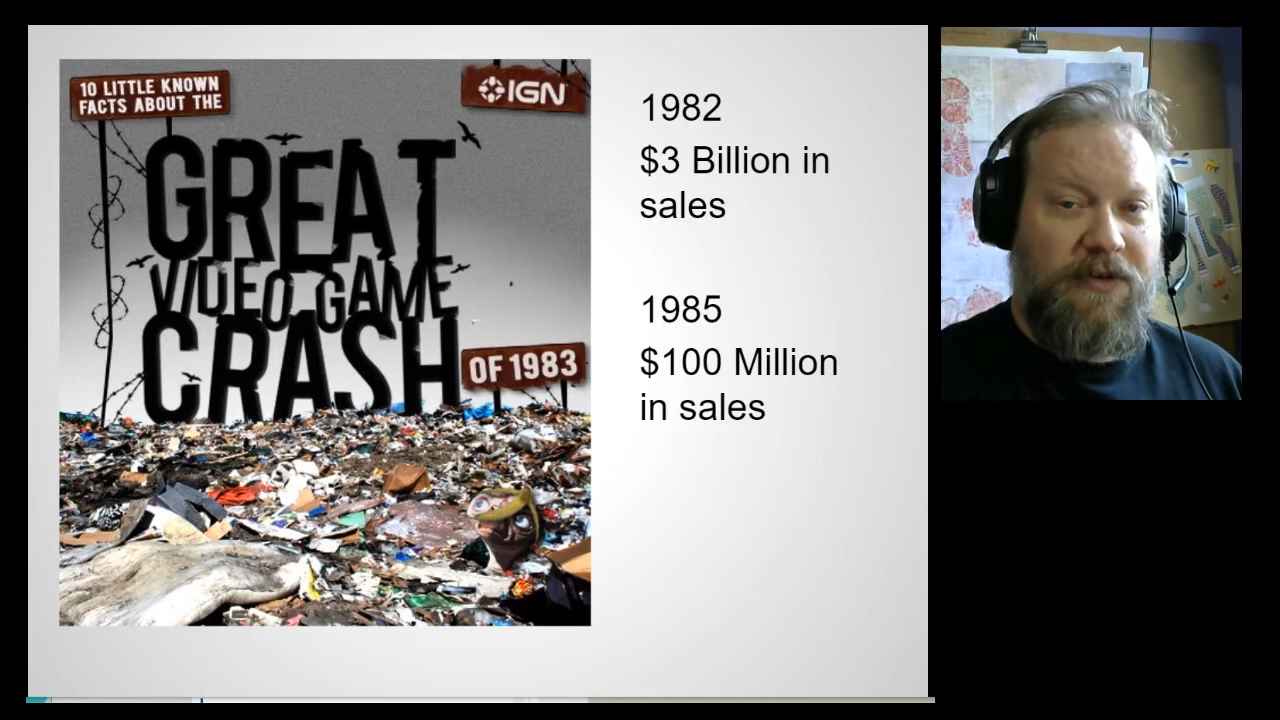 10 LITTLE KNOWN
FACTS ABOUT THE
IGN
GREAT
VIDEO GAME
CRASH
OF 1983
1982
$3 Billion in
sales
1985
$100 Million
in sales